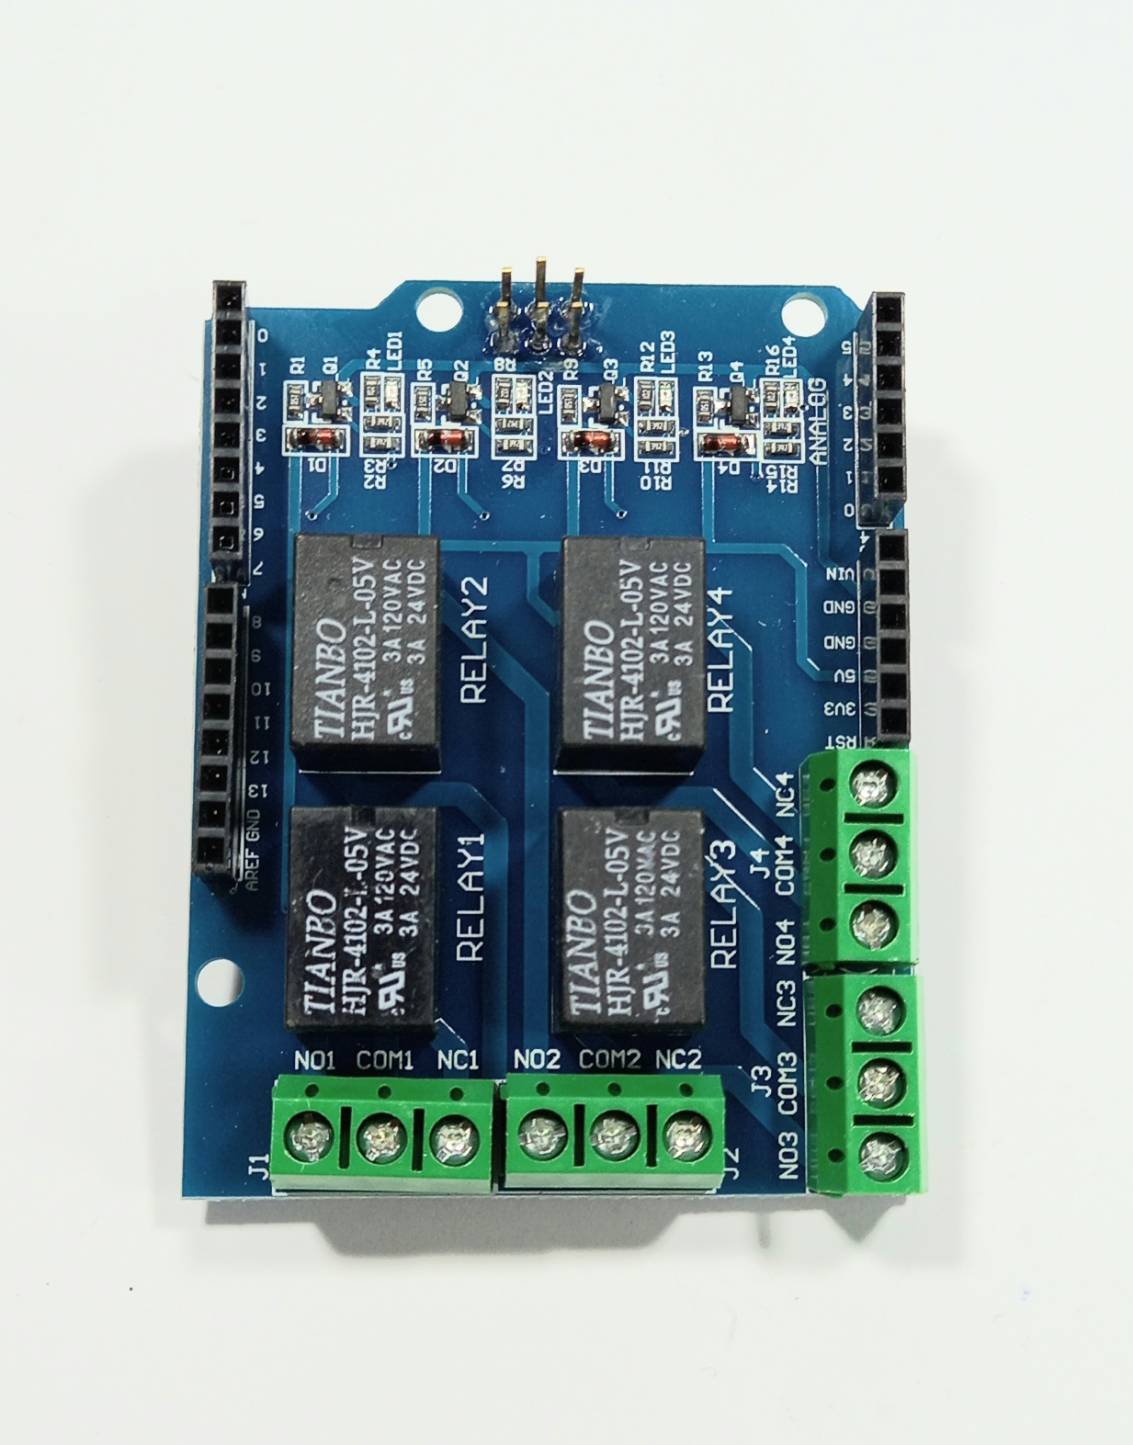 0
1
2
3
4
5
6
7
8
9
10
11
12
13
GND
AREF
R1
Q1
R4
LED1
R5
Q2
R8
LED2
R9
Q3
R12
LED3
R13
Q4
R16
LED4
D1
R3
R2
D2
R7
R6
D3
R11
R10
D4
R15
R14
ANALOG
5
4
3
2
1
0
VIN
GND
GND
5V
3V3
RST
TIANBO
HJR-4102-L-05V
3A 120VAC
3A 24VDC
RELAY2
TIANBO
HJR-4102-L-05V
3A 120VAC
3A 24VDC
RELAY4
TIANBO
HJR-4102-L-05V
3A 120VAC
3A 24VDC
RELAY1
TIANBO
HJR-4102-L-05V
3A 120VAC
3A 24VDC
RELAY3
NO1 COM1 NC1
NO2 COM2 NC2
J1
J2
NO3 COM3 NC3
J3
NO4 COM4 NC4
J4